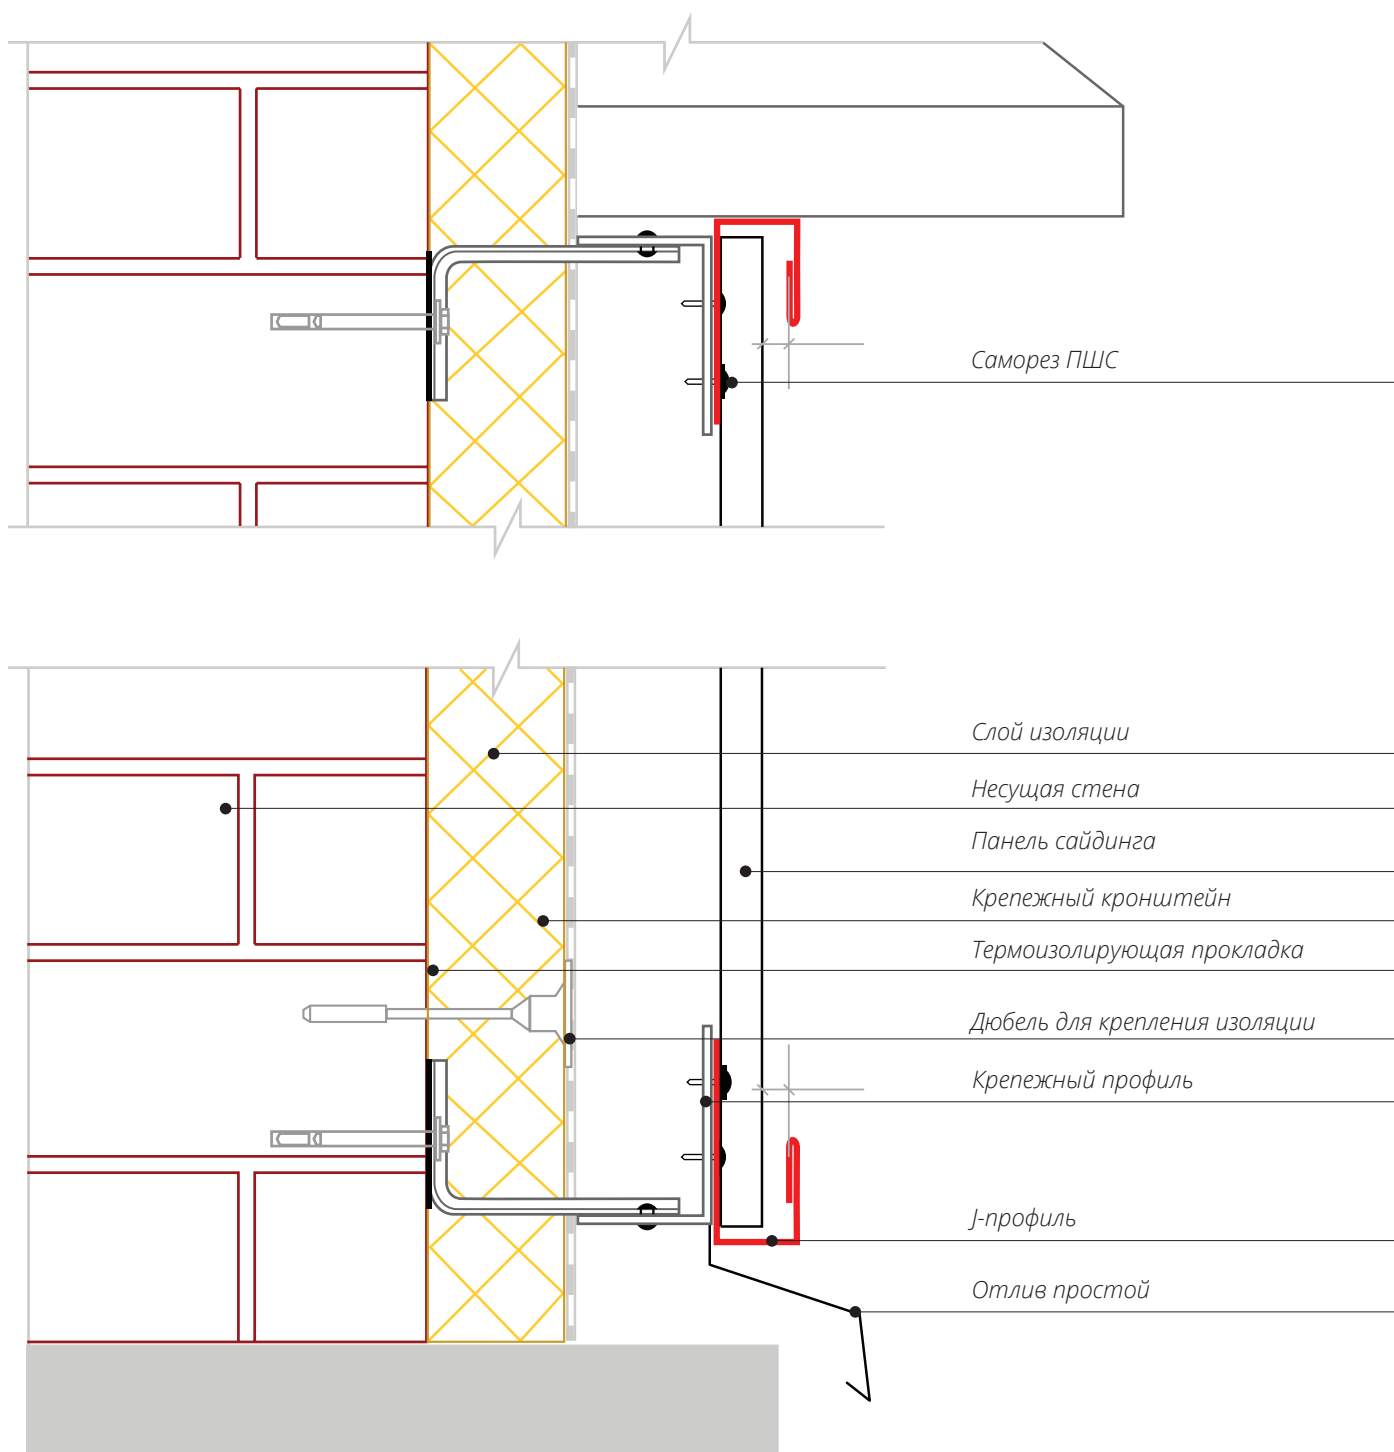 Саморез ПШС
Слой изоляции
Несущая стена
Панель сайдинга
Крепежный кронштейн
Термоизолирующая прокладка
Дюбель для крепления изоляции
Крепежный профиль
J-профиль
Отлив простой